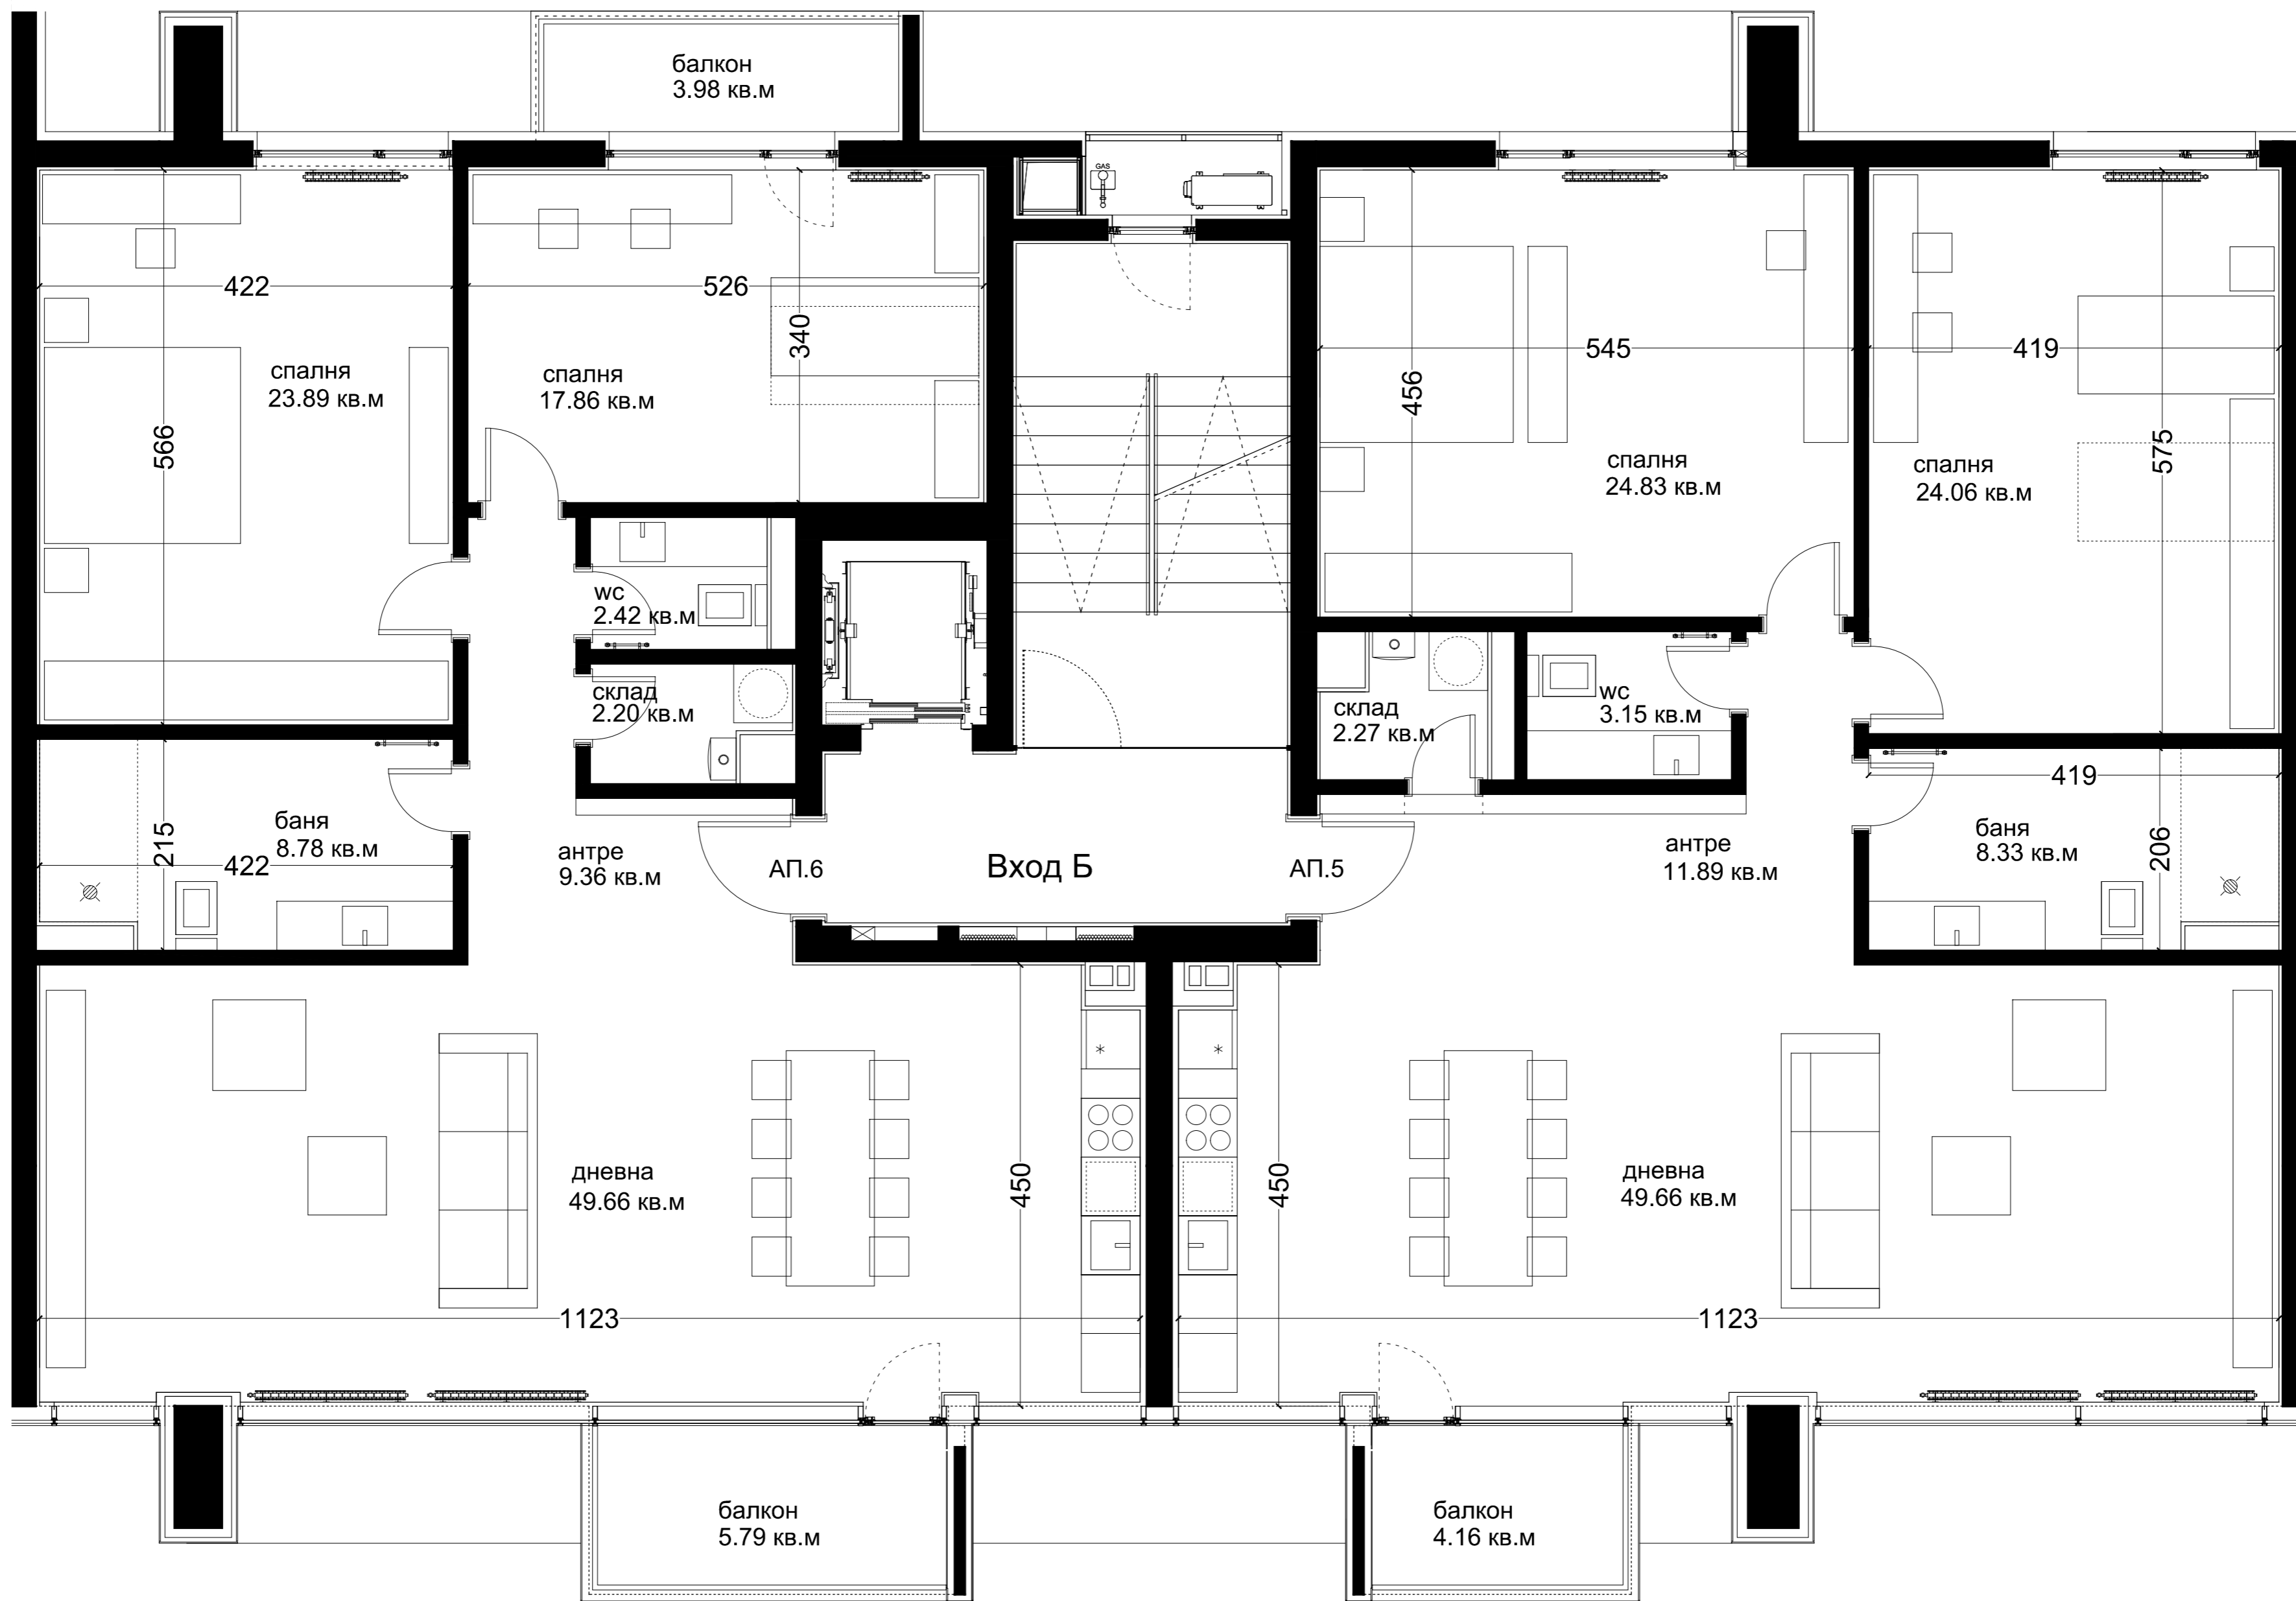 балкон
3.98 кв.м
GAS
422
526
340
545
419
456
566
575
спалня
23.89 кв.м
спалня
17.86 кв.м
спалня
24.83 кв.м
спалня
24.06 кв.м
wc
2.42 кв.м
склад
2.20 кв.м
склад
2.27 кв.м
wc
3.15 кв.м
419
баня
8.78 кв.м
215
422
антре
9.36 кв.м
АП.6
Вход Б
АП.5
антре
11.89 кв.м
баня
8.33 кв.м
206
дневна
49.66 кв.м
450
450
дневна
49.66 кв.м
1123
1123
балкон
5.79 кв.м
балкон
4.16 кв.м